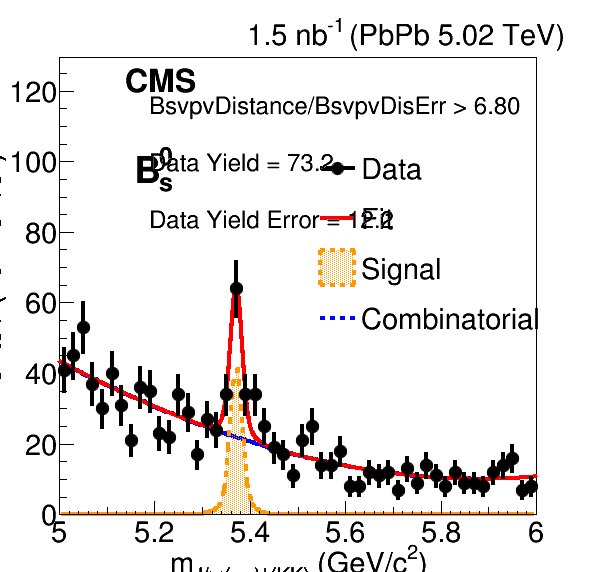 1.5 nb-1 (PbPb 5.02 TeV)
CMS
BsvpvDistance/BsvpvDisErr > 6.80
Data Yield = 73.2
B0s
Data
Data Yield Error = 12.2
Fit
Signal
Combinatorial
120
100
80
60
40
20
0
5 5.2 5.4 5.6 5.8 6
(GeV/c2)